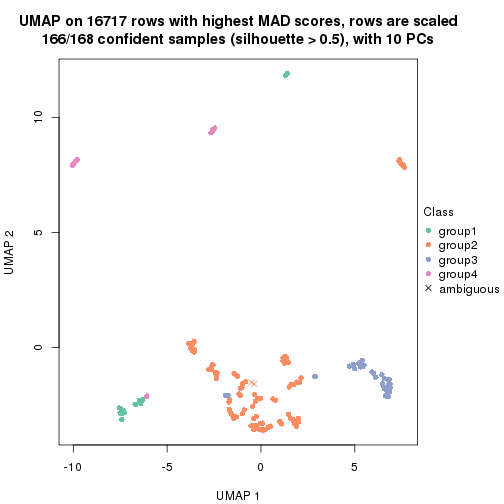 UMAP on 16717 rows with highest MAD scores, rows are scaled
166/168 confident samples (silhouette > 0.5), with 10 PCs
10
5
0
UMAP 2
-10
-5
0
5
UMAP 1
Class
group1
group2
group3
group4
ambiguous